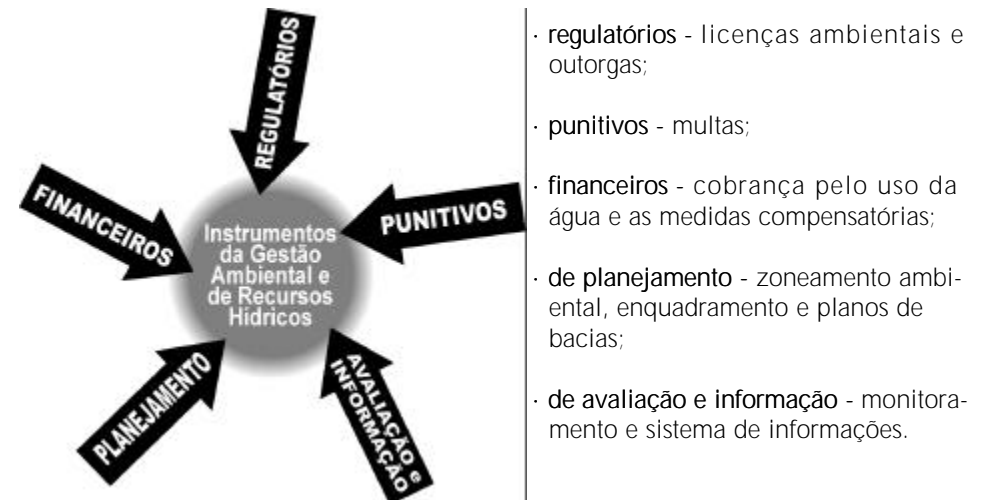 REGULATÓRIOS
FINANCEIROS
PUNITIVOS
Instrumentos
da Gestão
Ambiental e
de Recursos
Hídricos
PLANEJAMENTO
AVALIAÇÃO e
INFORMAÇÃO
· regulatórios - licenças ambientais e
outorgas;
· punitivos - multas;
· financeiros - cobrança pelo uso da
água e as medidas compensatórias;
· de planejamento - zoneamento ambi-
ental, enquadramento e planos de
bacias;
· de avaliação e informação - monitora-
mento e sistema de informações.